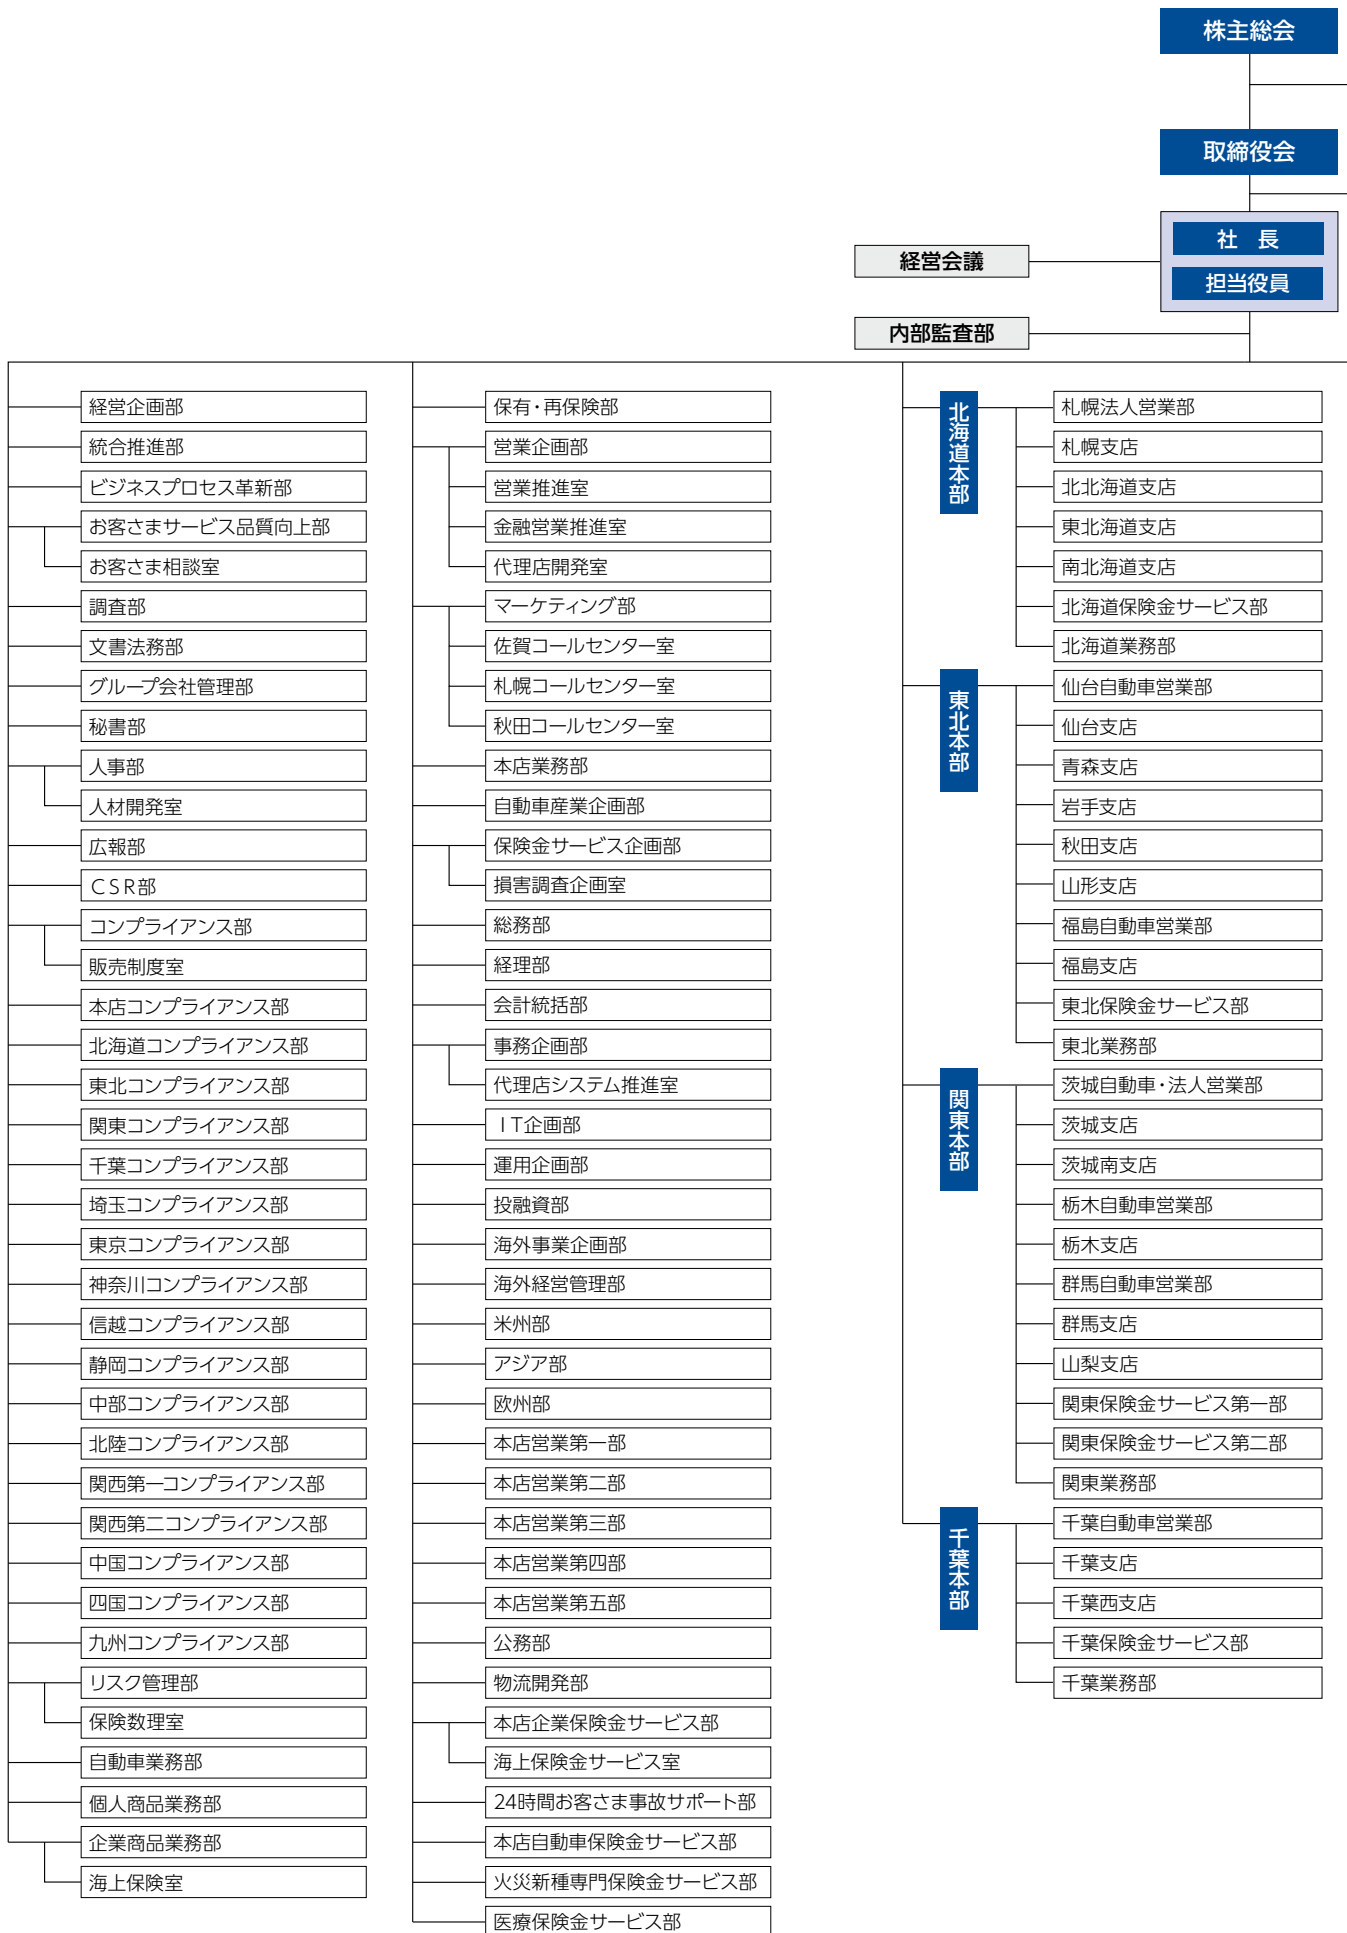 株主総会
取締役会
社 長
担当役員
経営会議
内部監査部
経営企画部
統合推進部
ビジネスプロセス革新部
お客さまサービス品質向上部
お客さま相談室
調査部
文書法務部
グループ会社管理部
秘書部
人事部
人材開発室
広報部
CSR部
コンプライアンス部
販売制度室
本店コンプライアンス部
北海道コンプライアンス部
東北コンプライアンス部
関東コンプライアンス部
千葉コンプライアンス部
埼玉コンプライアンス部
東京コンプライアンス部
神奈川コンプライアンス部
信越コンプライアンス部
静岡コンプライアンス部
中部コンプライアンス部
北陸コンプライアンス部
関西第一コンプライアンス部
関西第二コンプライアンス部
中国コンプライアンス部
四国コンプライアンス部
九州コンプライアンス部
リスク管理部
保険数理室
自動車業務部
個人商品業務部
企業商品業務部
海上保険室
保有・再保険部
営業企画部
営業推進室
金融営業推進室
代理店開発室
マーケティング部
佐賀コールセンター室
札幌コールセンター室
秋田コールセンター室
本店業務部
自動車産業企画部
保険金サービス企画部
損害調査企画室
総務部
経理部
会計統括部
事務企画部
代理店システム推進室
IT企画部
運用企画部
投融資部
海外事業企画部
海外経営管理部
米州部
アジア部
欧州部
本店営業第一部
本店営業第二部
本店営業第三部
本店営業第四部
本店営業第五部
公務部
物流開発部
本店企業保険金サービス部
海上保険金サービス室
24時間お客さま事故サポート部
本店自動車保険金サービス部
火災新種専門保険金サービス部
医療保険金サービス部
北海道本部
札幌法人営業部
札幌支店
北北海道支店
東北海道支店
南北海道支店
北海道保険金サービス部
北海道業務部
東北本部
仙台自動車営業部
仙台支店
青森支店
岩手支店
秋田支店
山形支店
福島自動車営業部
福島支店
東北保険金サービス部
東北業務部
関東本部
茨城自動車・法人営業部
茨城支店
茨城南支店
栃木自動車営業部
栃木支店
群馬自動車営業部
群馬支店
山梨支店
関東保険金サービス第一部
関東保険金サービス第二部
関東業務部
千葉本部
千葉自動車営業部
千葉支店
千葉西支店
千葉保険金サービス部
千葉業務部